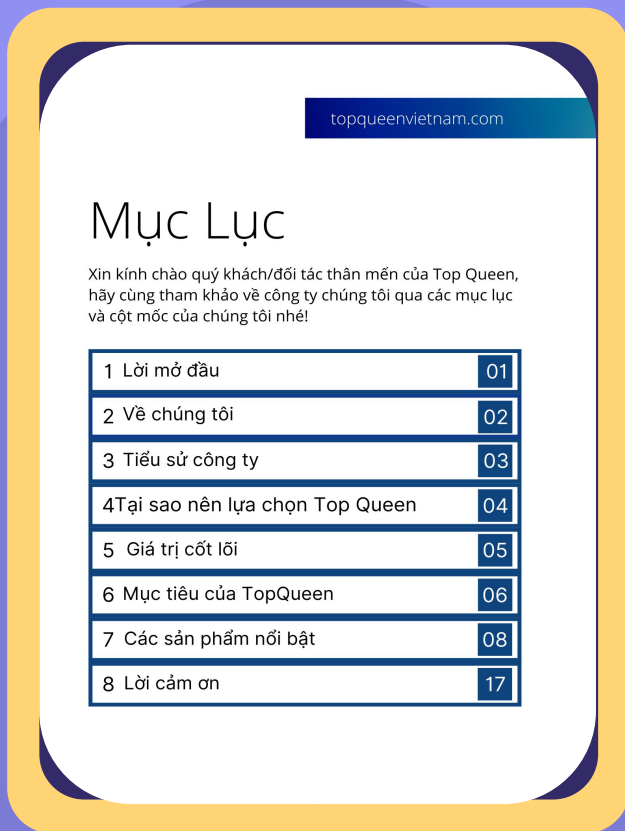 topqueenvietnam.com
Mục Lục
Xin kính chào quý khách/đối tác thân mến của Top Queen,
hãy cùng tham khảo về công ty chúng tôi qua các mục lục
và cột mốc của chúng tôi nhé!
1 Lời mở đầu 01
2 Về chúng tôi 02
3 Tiểu sử công ty 03
4Tại sao nên lựa chọn Top Queen 04
5 Giá trị cốt lõi 05
6 Mục tiêu của TopQueen 06
7 Các sản phẩm nổi bật 08
8 Lời cảm ơn 17